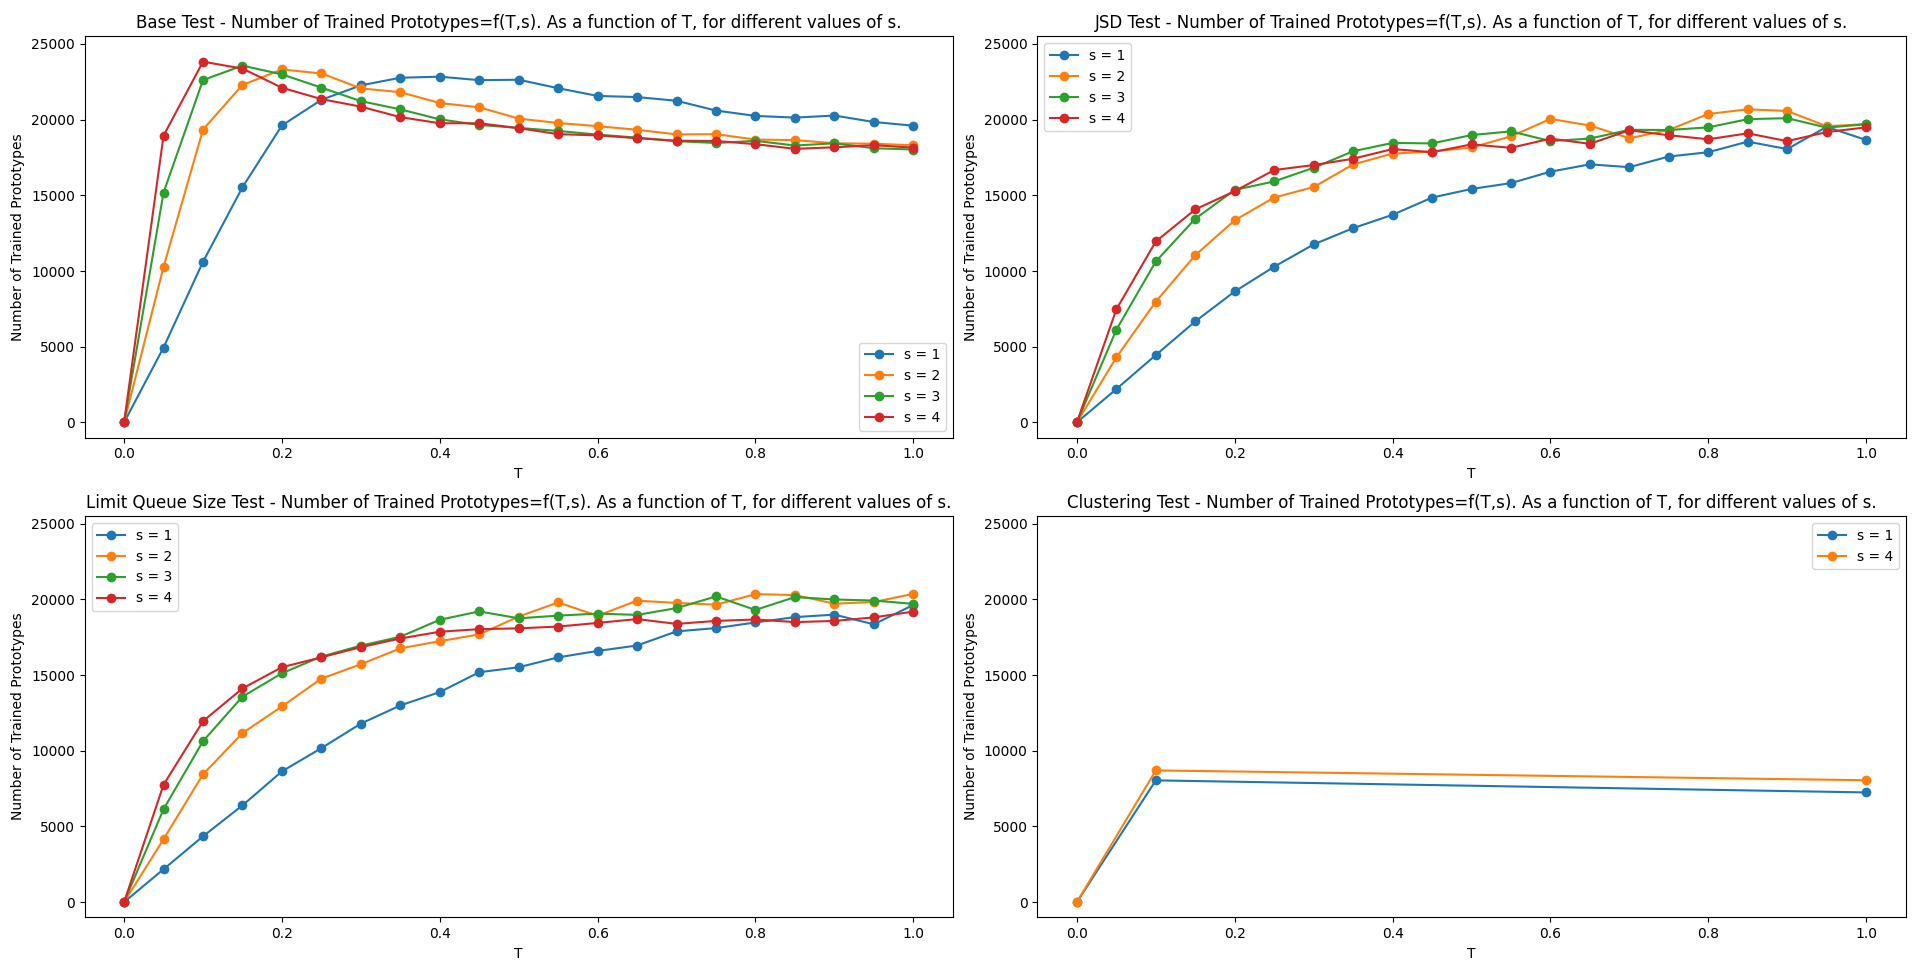 Base Test - Number of Trained Prototypes=f(T,s). As a function of T, for different values of s.
Number of Trained Prototypes
25000
20000
15000
10000
5000
0
0.0 0.2 0.4 0.6 0.8 1.0
T
s = 1
s = 2
s = 3
s = 4
JSD Test - Number of Trained Prototypes=f(T,s). As a function of T, for different values of s.
Number of Trained Prototypes
25000
20000
15000
10000
5000
0
0.0 0.2 0.4 0.6 0.8 1.0
T
s = 1
s = 2
s = 3
s = 4
Limit Queue Size Test - Number of Trained Prototypes=f(T,s). As a function of T, for different values of s.
Number of Trained Prototypes
25000
20000
15000
10000
5000
0
0.0 0.2 0.4 0.6 0.8 1.0
T
s = 1
s = 2
s = 3
s = 4
Clustering Test - Number of Trained Prototypes=f(T,s). As a function of T, for different values of s.
Number of Trained Prototypes
25000
20000
15000
10000
5000
0
0.0 0.2 0.4 0.6 0.8 1.0
T
s = 1
s = 4